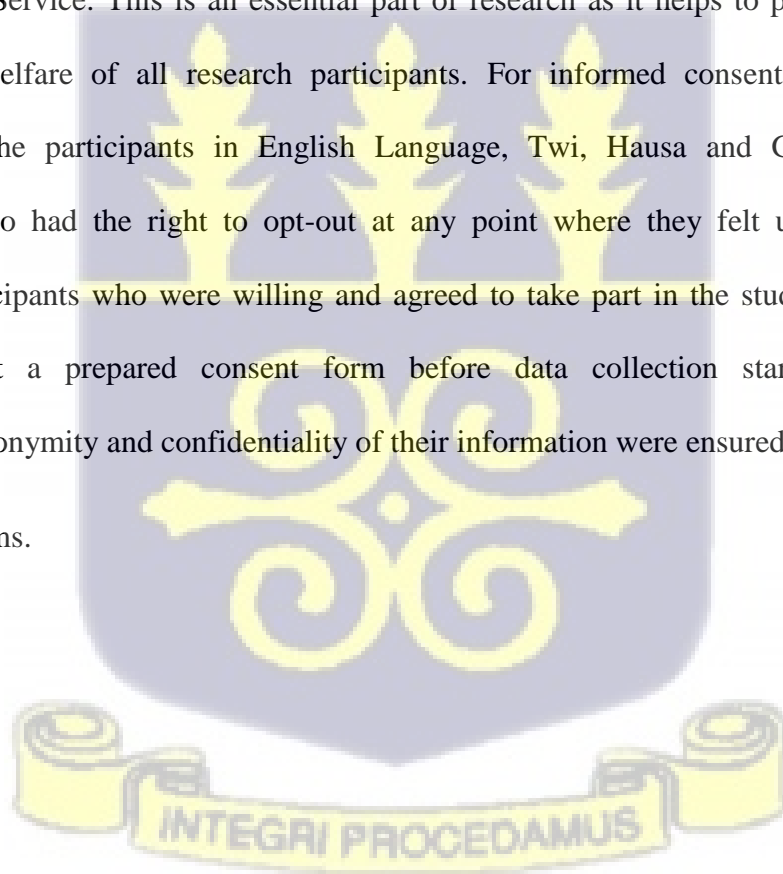 Service. This is an essential part of research as it helps to p
elfare of all research participants. For informed consent
he participants in English Language, Twi, Hausa and
o had the right to opt-out at any point where they felt u
cipants who were willing and agreed to take part in the stu
t a prepared consent form before data collection star
onymity and confidentiality of their information were ensured
ns.
INTEGRI PROCEDAMUS